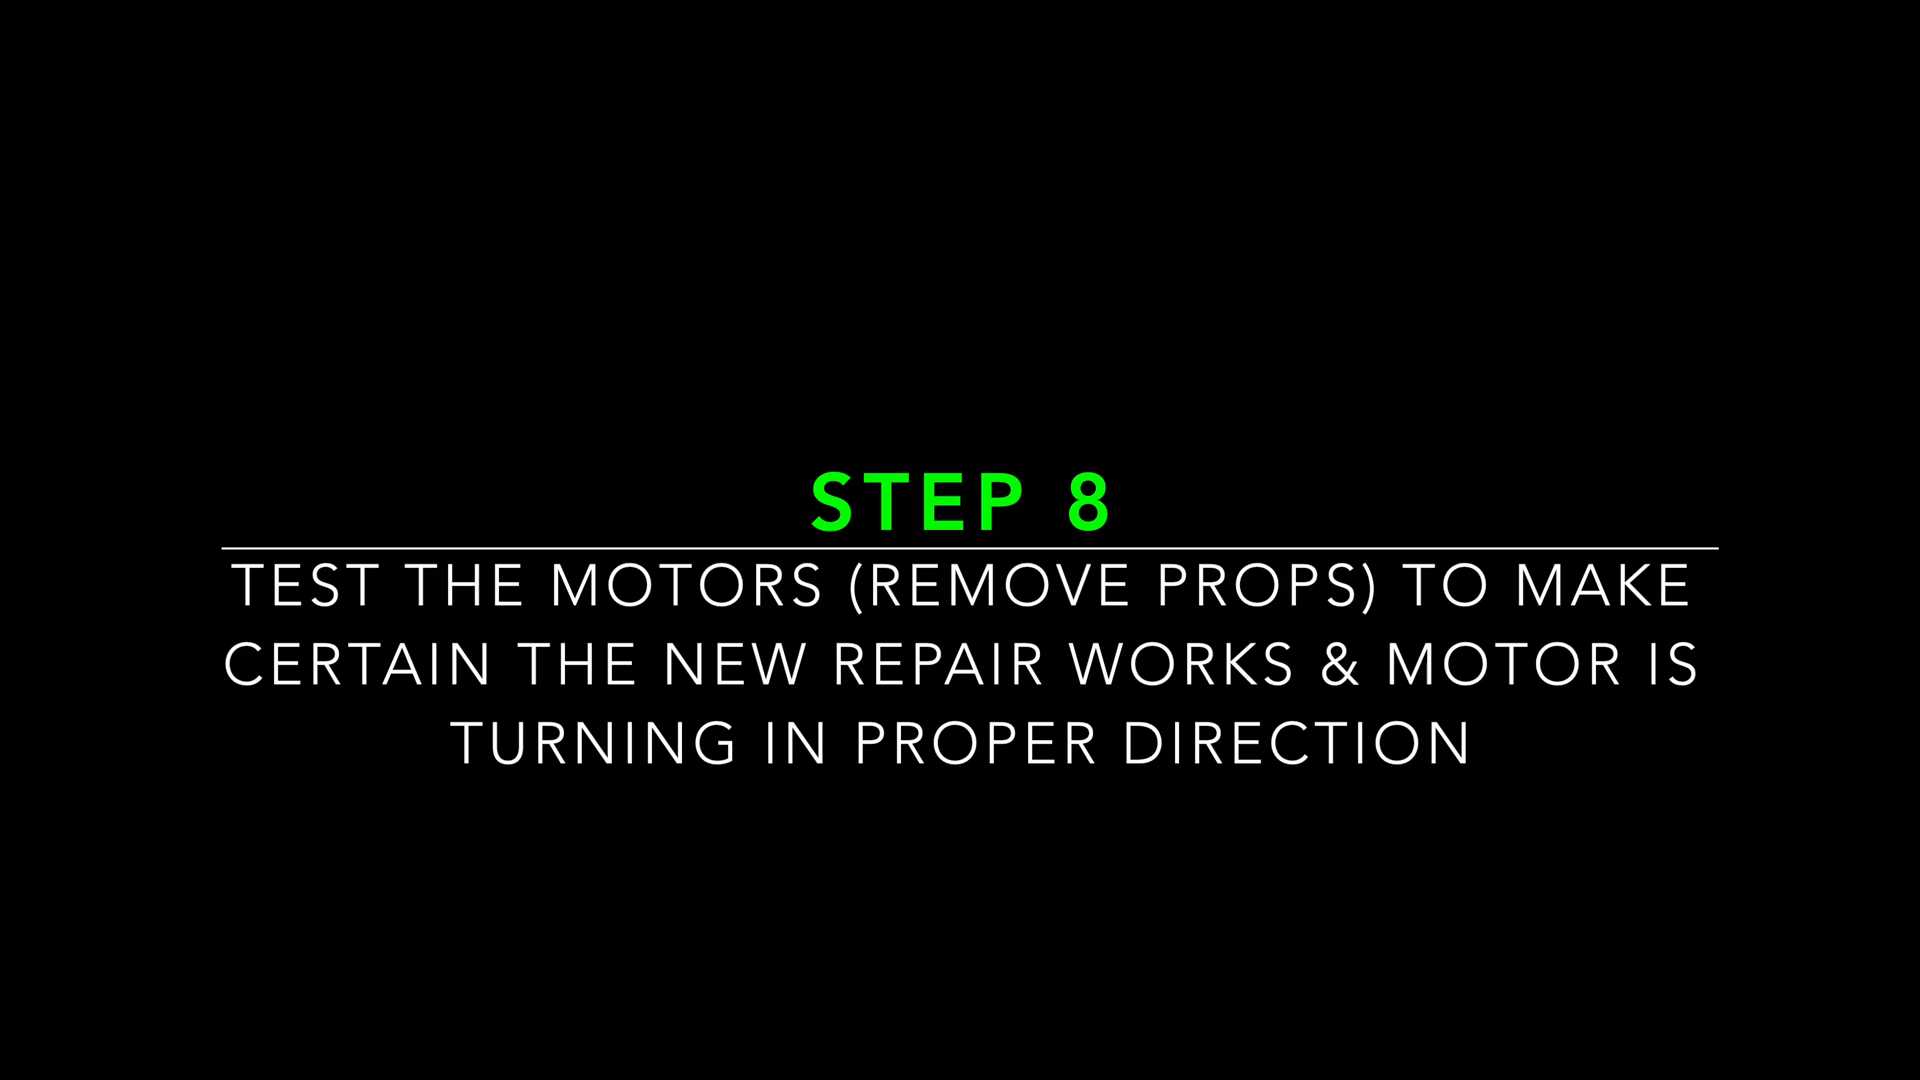 STEP 8
TEST THE MOTORS (REMOVE PROPS) TO MAKE
CERTAIN THE NEW REPAIR WORKS & MOTOR IS
TURNING IN PROPER DIRECTION